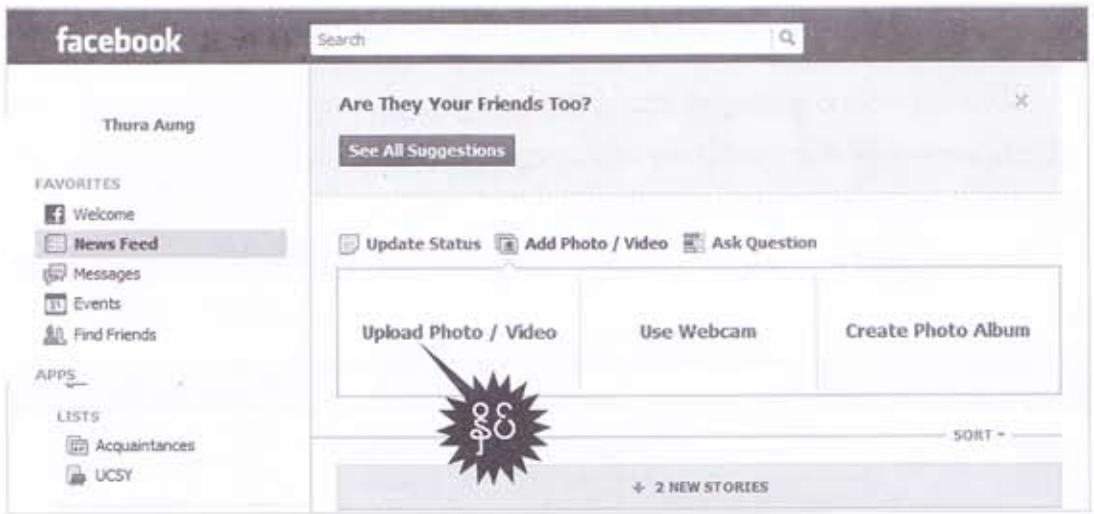 facebook
Search
Thura Aung
Are They Your Friends Too?
See All Suggestions
FAVORITES
Welcome
News Feed
Messages
Events
Find Friends
APPS
LISTS
Acquaintances
UCSY
Update Status Add Photo / Video Ask Question
Upload Photo / Video Use Webcam Create Photo Album
နှိပ်
SORT
2 NEW STORIES